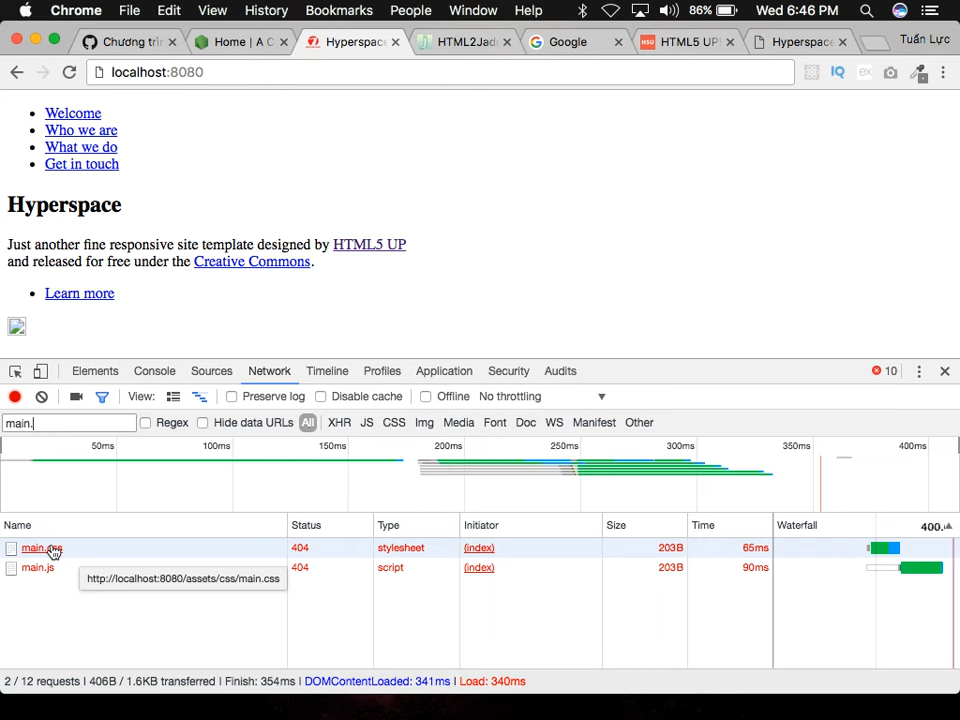 Chrome File Edit View History Bookmarks People Window Help 86% Wed 6:46 PM
Chương trìn Home | A C Hyperspace HTML2Jade Google HTML5 UP! Hyperspace Tuấn Lực
localhost:8080
Welcome
Who we are
What we do
Get in touch
Hyperspace
Just another fine responsive site template designed by HTML5 UP
and released for free under the Creative Commons.
Learn more
Elements Console Sources Network Timeline Profiles Application Security Audits 10
View: Preserve log Disable cache Offline No throttling
main. Regex Hide data URLs All XHR JS CSS Img Media Font Doc WS Manifest Other
50ms 100ms 150ms 200ms 250ms 300ms 350ms 400ms
Name Status Type Initiator Size Time Waterfall 400.
main.css 404 stylesheet (index) 203B 65ms
main.js 404 script (index) 203B 90ms
http://localhost:8080/assets/css/main.css
2 / 12 requests | 406B / 1.6KB transferred | Finish: 354ms | DOMContentLoaded: 341ms | Load: 340ms